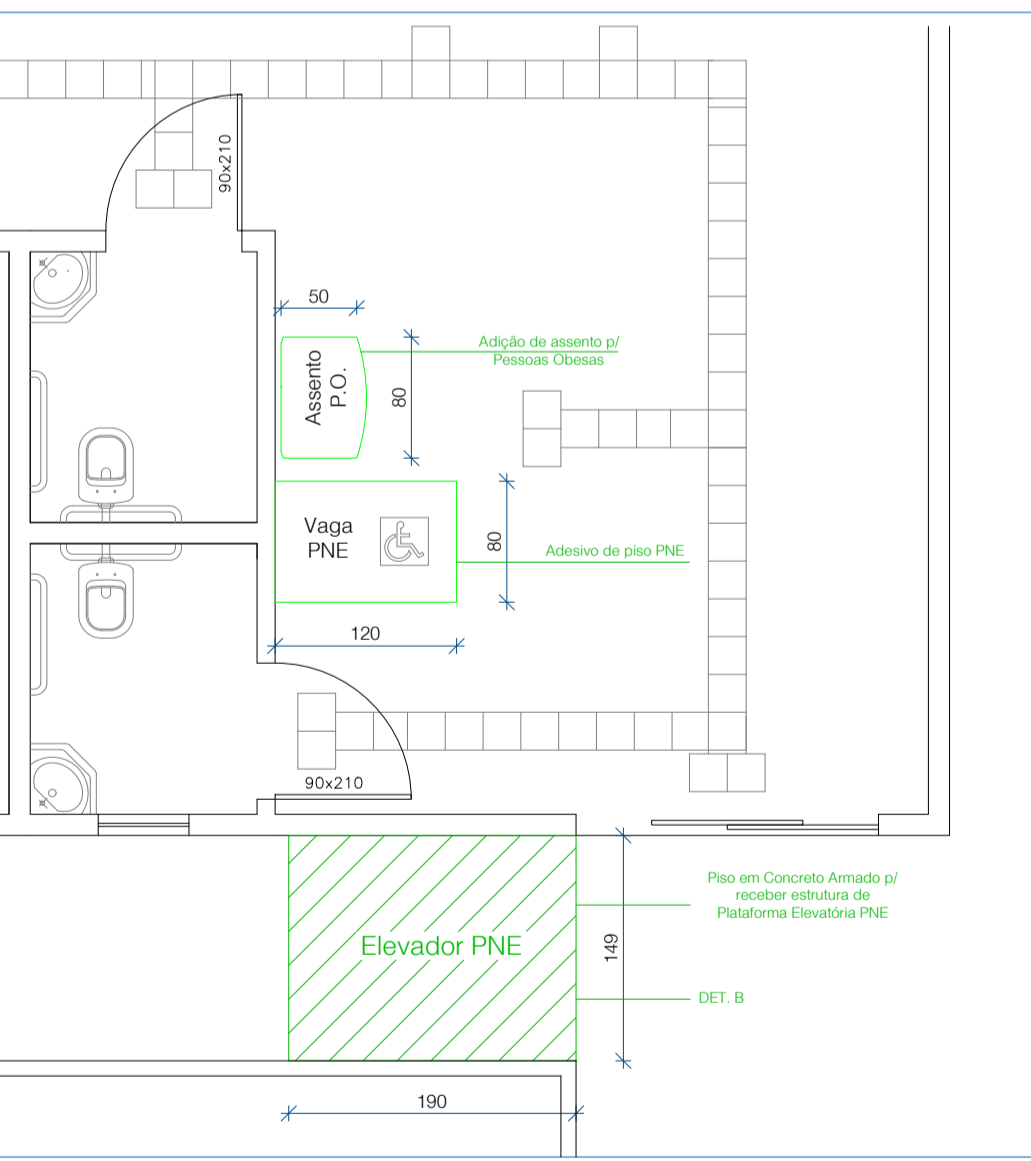 90x210
50
Adição de assento p/
Pessoas Obesas
Assento
P.O.
80
Vaga
PNE
80
Adesivo de piso PNE
120
90x210
Piso em Concreto Armado p/
receber estrutura de
Plataforma Elevatória PNE
Elevador PNE
149
DET. B
190